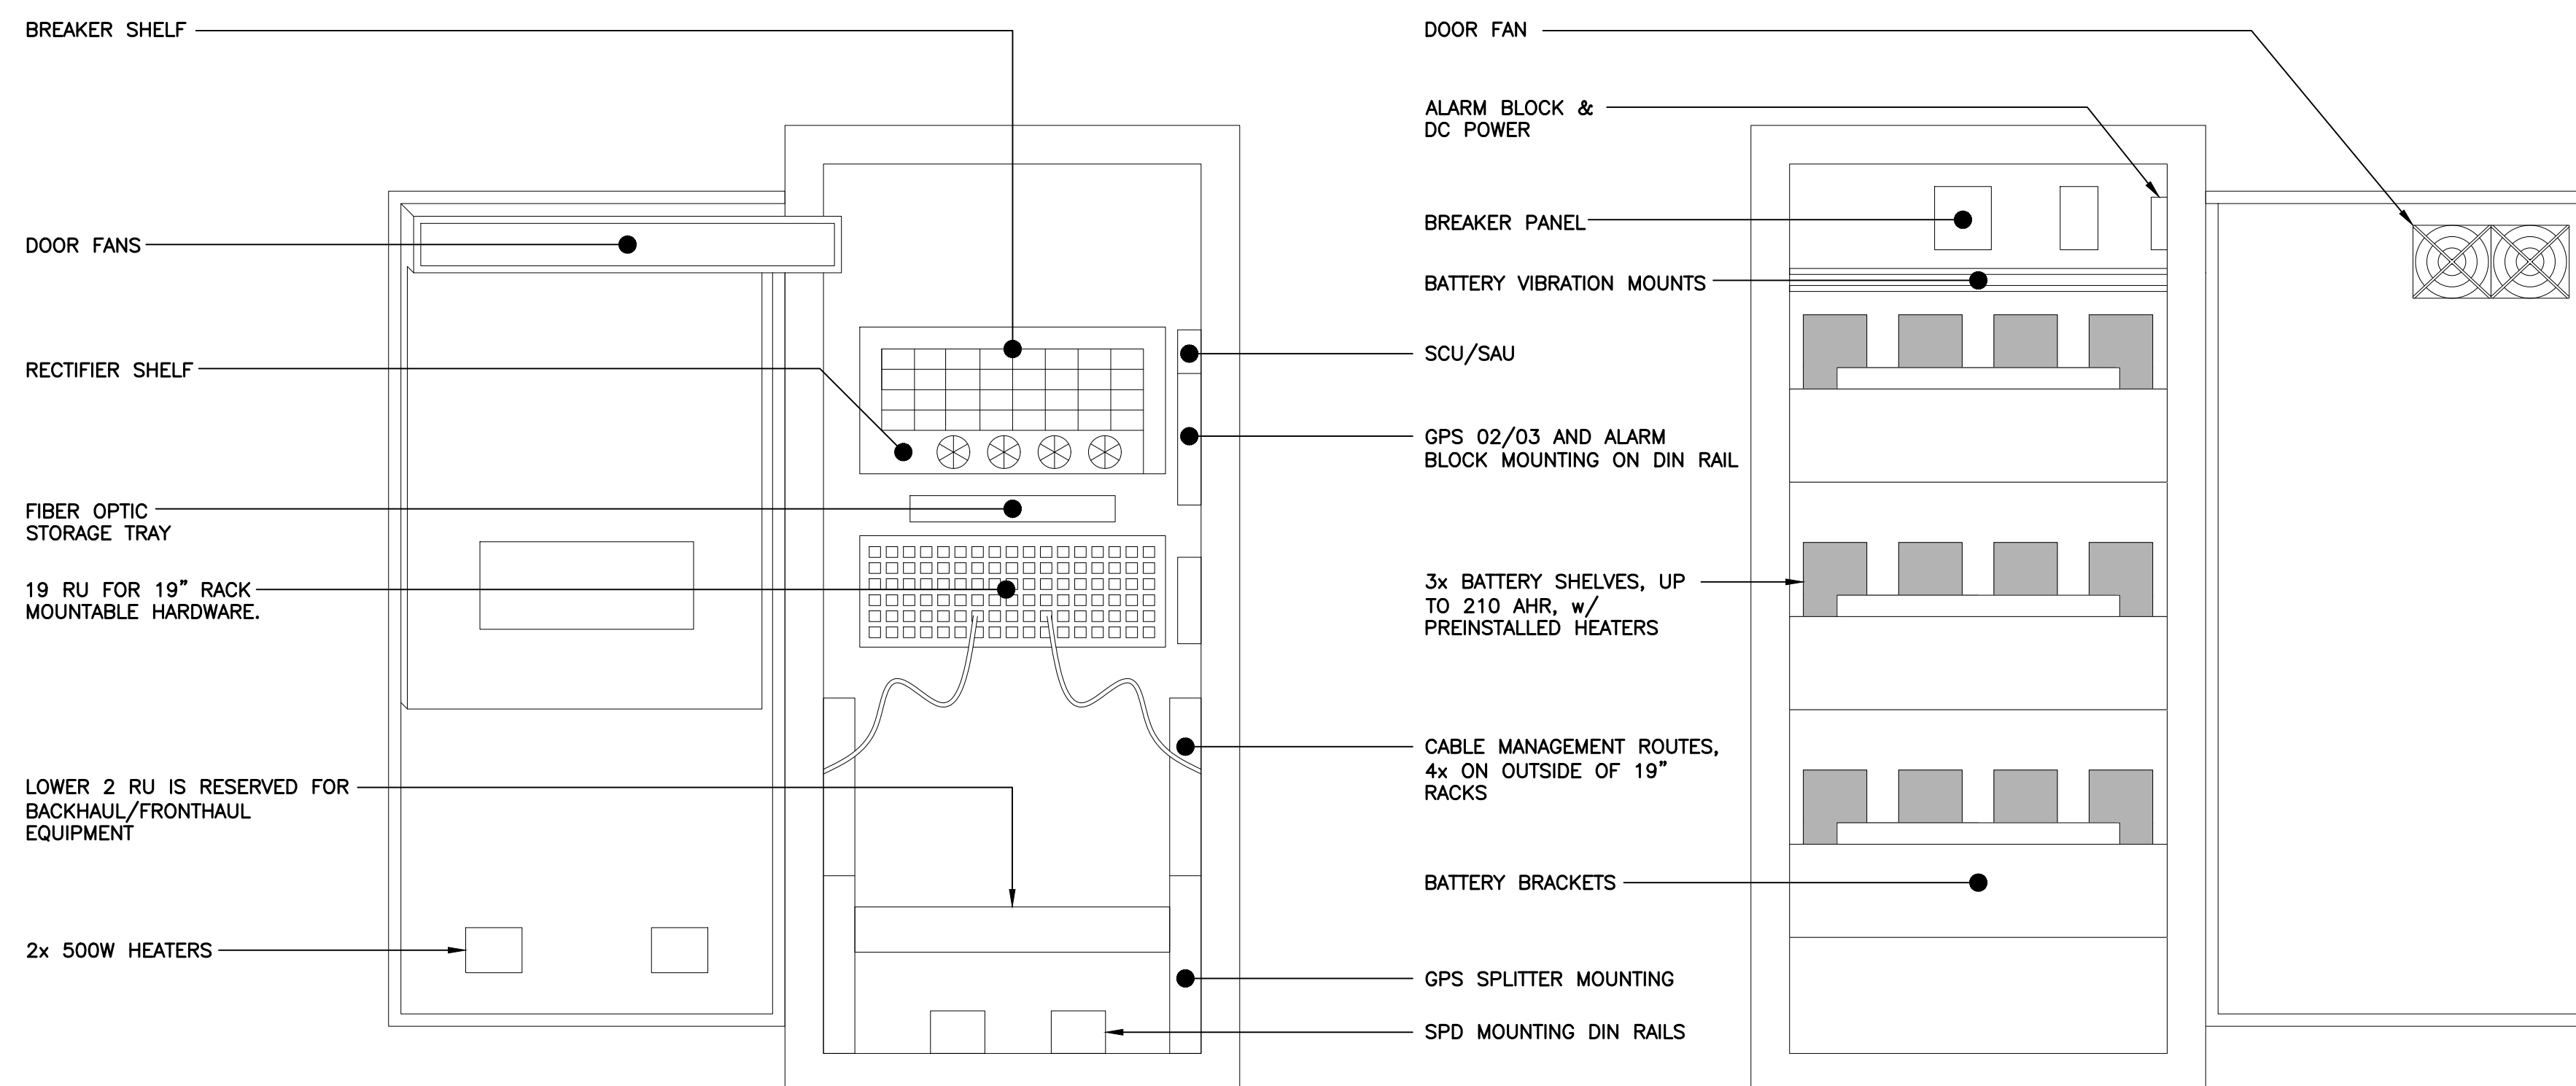 BREAKER SHELF
DOOR FANS
RECTIFIER SHELF
FIBER OPTIC
STORAGE TRAY
19 RU FOR 19" RACK
MOUNTABLE HARDWARE.
LOWER 2 RU IS RESERVED FOR
BACKHAUL/FRONTHAUL
EQUIPMENT
2x 500W HEATERS
DOOR FAN
ALARM BLOCK &
DC POWER
BREAKER PANEL
BATTERY VIBRATION MOUNTS
SCU/SAU
GPS 02/03 AND ALARM
BLOCK MOUNTING ON DIN RAIL
3x BATTERY SHELVES, UP
TO 210 AHR, w/
PREINSTALLED HEATERS
CABLE MANAGEMENT ROUTES,
4x ON OUTSIDE OF 19"
RACKS
BATTERY BRACKETS
GPS SPLITTER MOUNTING
SPD MOUNTING DIN RAILS